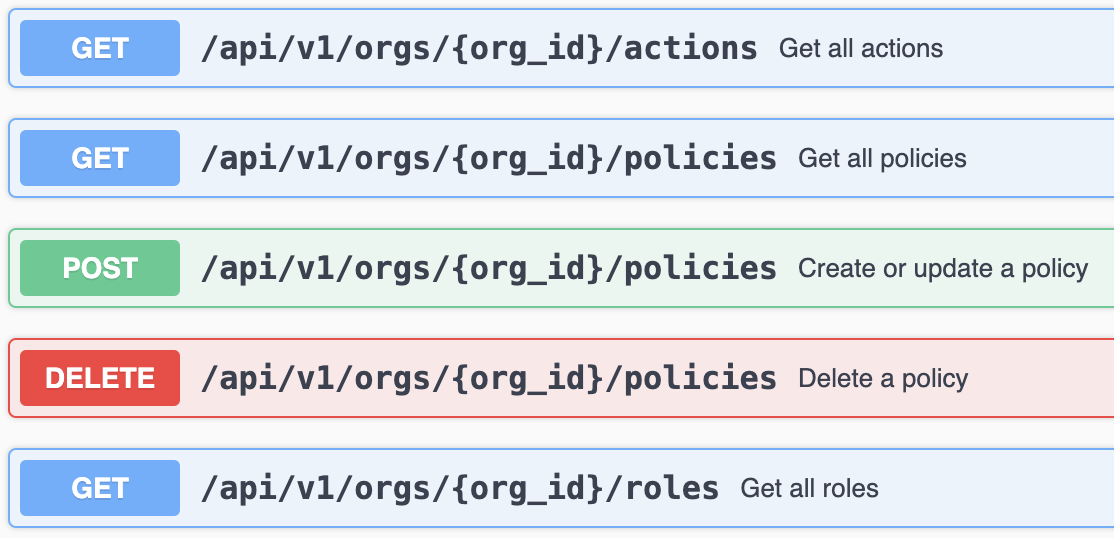 GET /api/v1/orgs/{org_id}/actions Get all actions
GET /api/v1/orgs/{org_id}/policies Get all policies
POST /api/v1/orgs/{org_id}/policies Create or update a policy
DELETE /api/v1/orgs/{org_id}/policies Delete a policy
GET /api/v1/orgs/{org_id}/roles Get all roles